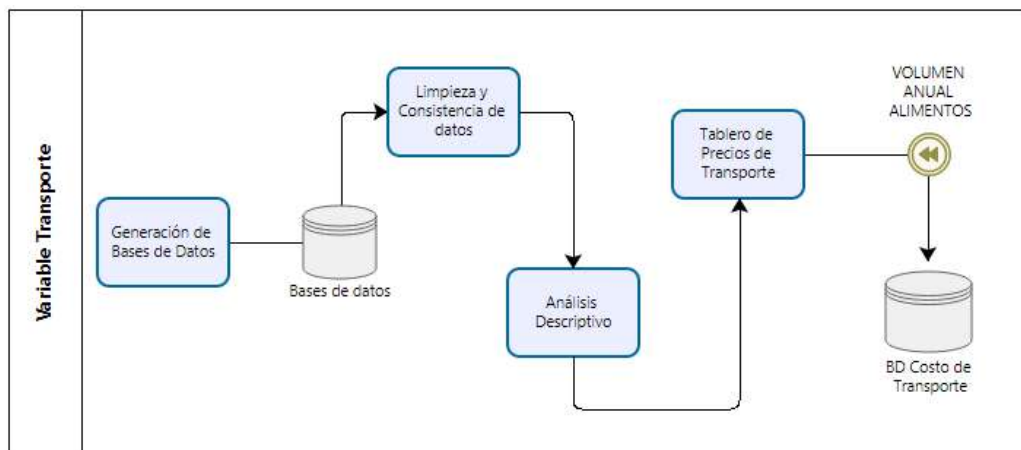 Variable Transporte
Generación de
Bases de Datos
Bases de datos
Limpieza y
Consistencia de
datos
Análisis
Descriptivo
Tablero de
Precios de
Transporte
VOLUMEN
ANUAL
ALIMENTOS
BD Costo de
Transporte